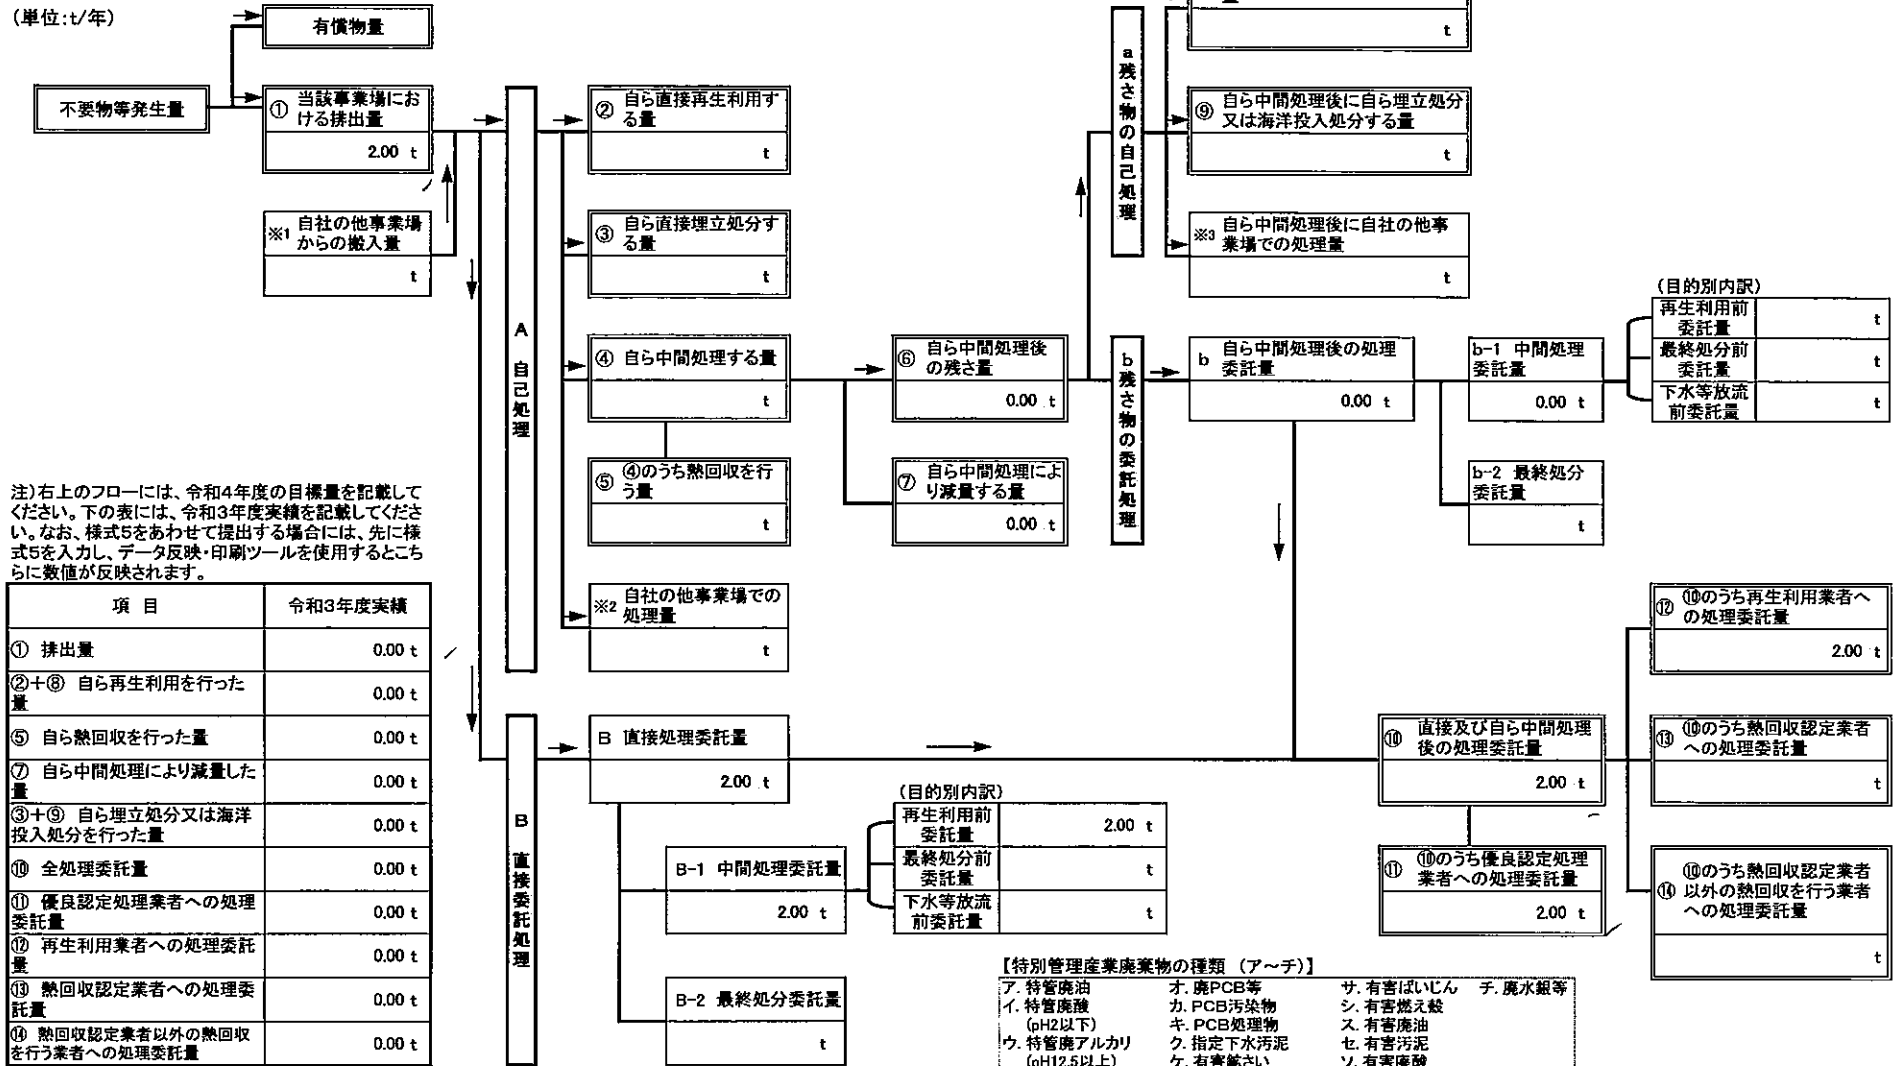 (単位:t/年)
有償物量
不要物等発生量
① 当該事業場にお
ける排出量
2.00 t
※1 自社の他事業場
からの搬入量
t
A 自己処理
② 自ら直接再生利用す
る量
t
③ 自ら直接埋立処分す
る量
t
④ 自ら中間処理する量
t
⑤ ④のうち熱回収を行
う量
t
※2 自社の他事業場での
処理量
t
⑥ 自ら中間処理後
の残さ量
0.00 t
⑦ 自ら中間処理によ
り減量する量
0.00 t
a 残さ物の自己処理
量
t
⑨ 自ら中間処理後に自ら埋立処分
又は海洋投入処分する量
t
※3 自ら中間処理後に自社の他事
業場での処理量
t
b 残さ物の委託処理
b 自ら中間処理後の処理
委託量
0.00 t
b-1 中間処理
委託量
0.00 t
b-2 最終処分
委託量
t
(目的別内訳)
再生利用前
委託量 t
最終処分前
委託量 t
下水等放流
前委託量 t
注)右上のフローには、令和4年度の目標量を記載して
ください。下の表には、令和3年度実績を記載してくださ
い。なお、様式5をあわせて提出する場合には、先に様
式5を入力し、データ反映・印刷ツールを使用するとこち
らに数値が反映されます。
項 目 令和3年度実績
① 排出量 0.00 t
②+⑧ 自ら再生利用を行った
量 0.00 t
⑤ 自ら熱回収を行った量 0.00 t
⑦ 自ら中間処理により減量した
量 0.00 t
③+⑨ 自ら埋立処分又は海洋
投入処分を行った量 0.00 t
⑩ 全処理委託量 0.00 t
⑪ 優良認定処理業者への処理
委託量 0.00 t
⑫ 再生利用業者への処理委託
量 0.00 t
⑬ 熱回収認定業者への処理委
託量 0.00 t
⑭ 熱回収認定業者以外の熱回収
を行う業者への処理委託量 0.00 t
B 直接委託処理
B 直接処理委託量
2.00 t
B-1 中間処理委託量
2.00 t
B-2 最終処分委託量
t
(目的別内訳)
再生利用前
委託量 2.00 t
最終処分前
委託量 t
下水等放流
前委託量 t
⑩ 直接及び自ら中間処理
後の処理委託量
2.00 t
⑪ ⑩のうち優良認定処理
業者への処理委託量
2.00 t
⑫ ⑩のうち再生利用業者へ
の処理委託量
2.00 t
⑬ ⑩のうち熱回収認定業者
への処理委託量
t
⑭ ⑩のうち熱回収認定業者
以外の熱回収を行う業者
への処理委託量
t
【特別管理産業廃棄物の種類 (ア~チ)】
ア. 特管廃油 オ. 廃PCB等 サ. 有害ばいじん チ. 廃水銀等
イ. 特管廃酸 カ. PCB汚染物 シ. 有害燃え殻
(pH2以下) キ. PCB処理物 ス. 有害廃油
ウ. 特管廃アルカリ ク. 指定下水汚泥 セ. 有害汚泥
(pH12.5以上) ケ. 有害鉱さい ソ. 有害廃酸